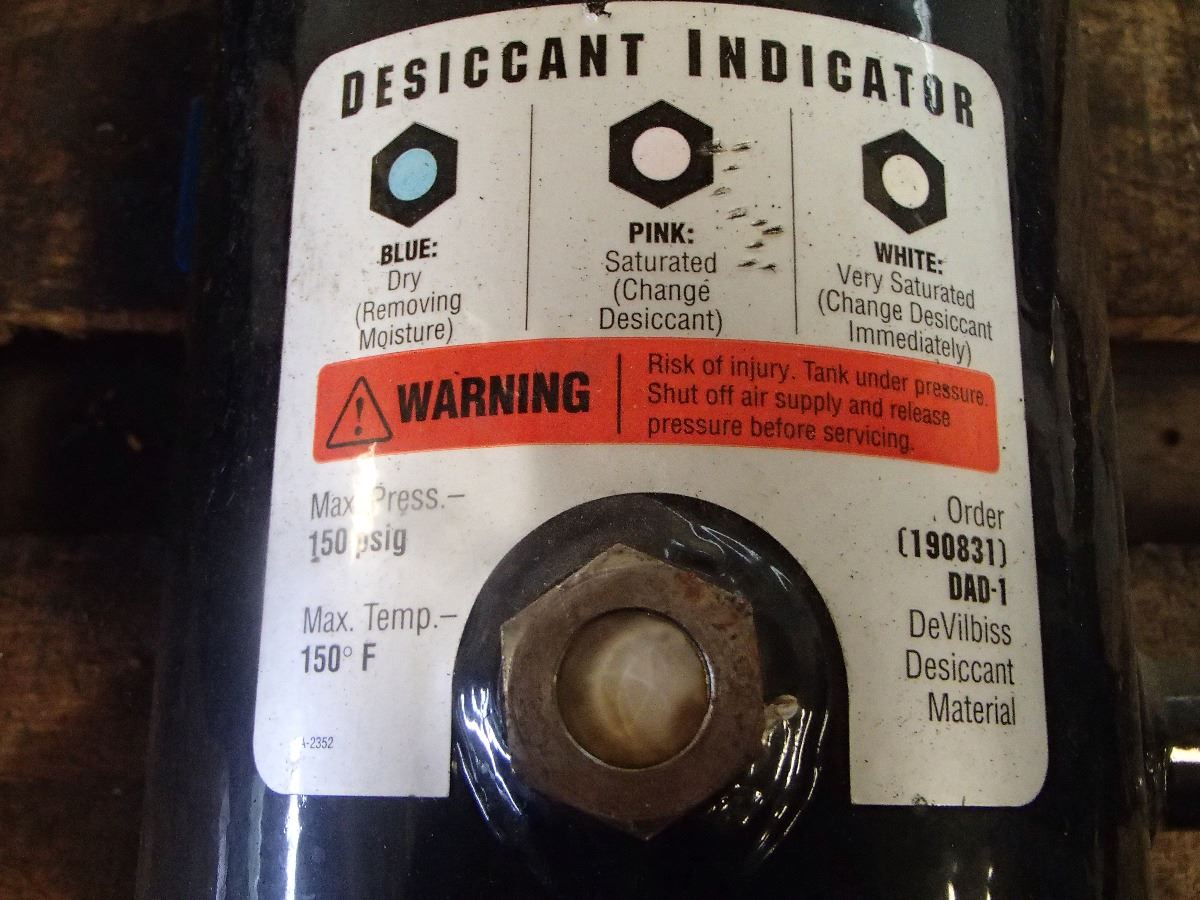 DESICCANT INDICATOR
BLUE:
Dry
(Removing
Moisture)
PINK:
Saturated
(Change
Desiccant)
WHITE:
Very Saturated
(Change Desiccant
Immediately)
WARNING
Risk of injury. Tank under pressure.
Shut off air supply and release
pressure before servicing.
Max. Press.–
150 psig
Max. Temp.–
150° F
Order
(190831)
DAD-1
DeVilbiss
Desiccant
Material